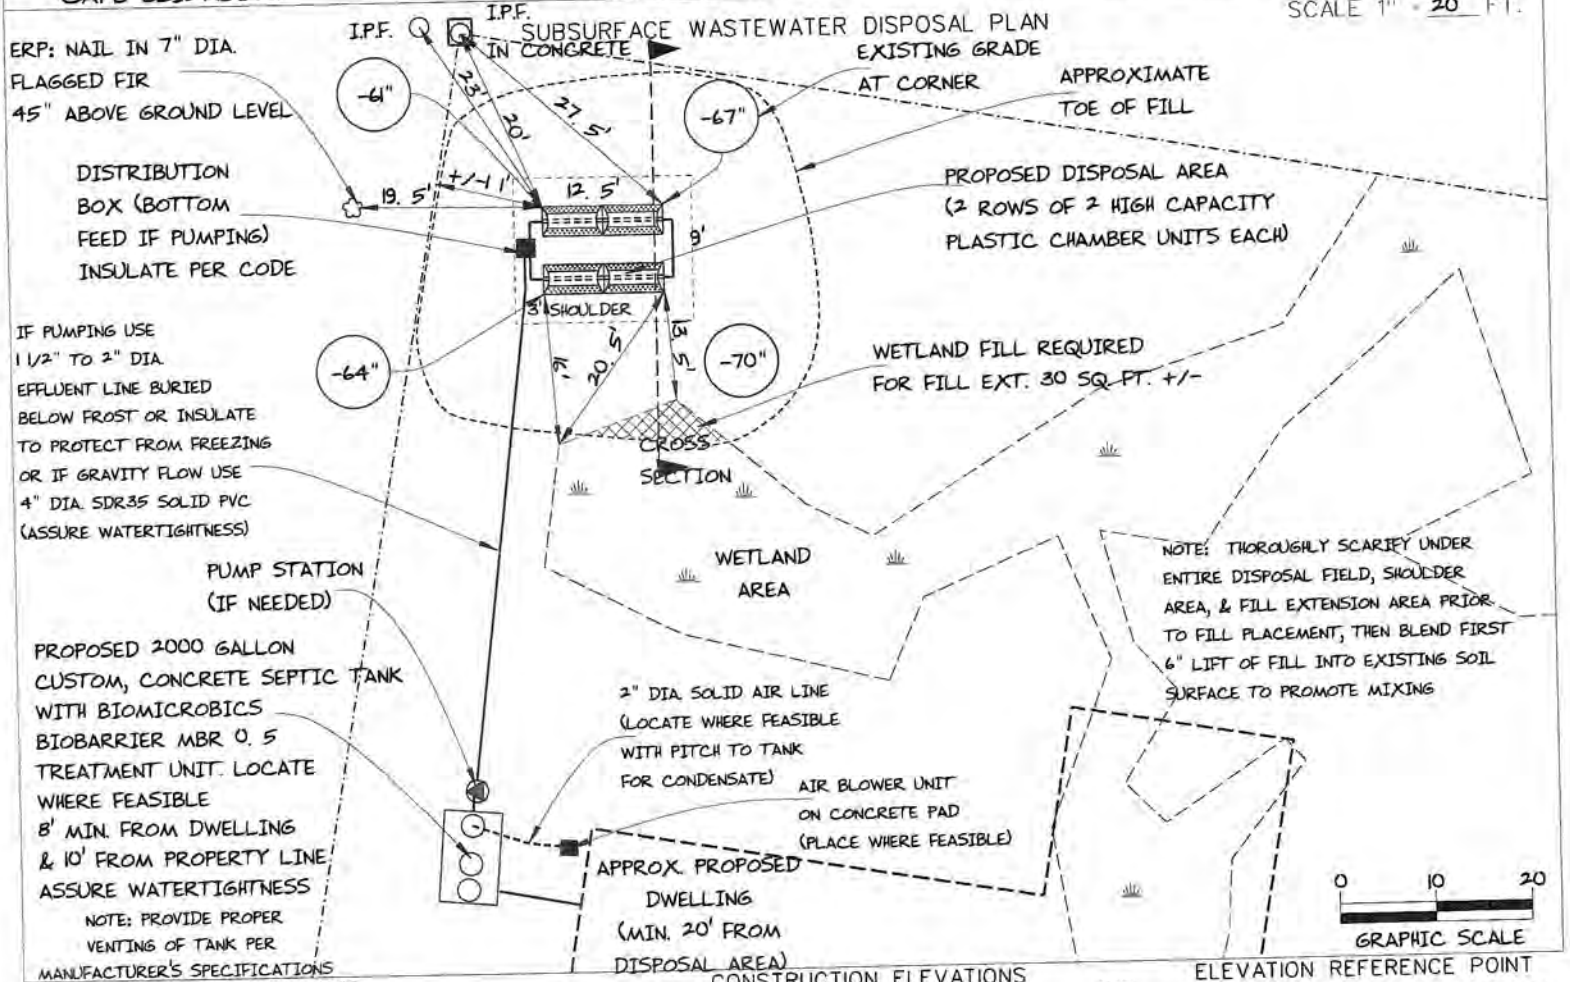 SCALE 1" = 20 FT.
SUBSURFACE WASTEWATER DISPOSAL PLAN
I.P.F.
I.P.F.
IN CONCRETE
ERP: NAIL IN 7" DIA.
FLAGGED FIR
45" ABOVE GROUND LEVEL
-61"
23'
20'
27.5'
-67"
EXISTING GRADE
AT CORNER
APPROXIMATE
TOE OF FILL
DISTRIBUTION
BOX (BOTTOM
FEED IF PUMPING)
INSULATE PER CODE
19.5'
+/-11'
12.5'
9'
3' SHOULDER
PROPOSED DISPOSAL AREA
(2 ROWS OF 2 HIGH CAPACITY
PLASTIC CHAMBER UNITS EACH)
IF PUMPING USE
1 1/2" TO 2" DIA.
EFFLUENT LINE BURIED
BELOW FROST OR INSULATE
TO PROTECT FROM FREEZING
OR IF GRAVITY FLOW USE
4" DIA. SDR35 SOLID PVC
(ASSURE WATERTIGHTNESS)
-64"
16'
20.5'
13.5'
-70"
WETLAND FILL REQUIRED
FOR FILL EXT. 30 SQ. FT. +/-
CROSS
SECTION
WETLAND
AREA
NOTE: THOROUGHLY SCARIFY UNDER
ENTIRE DISPOSAL FIELD, SHOULDER
AREA, & FILL EXTENSION AREA PRIOR
TO FILL PLACEMENT, THEN BLEND FIRST
6" LIFT OF FILL INTO EXISTING SOIL
SURFACE TO PROMOTE MIXING
PUMP STATION
(IF NEEDED)
PROPOSED 2000 GALLON
CUSTOM, CONCRETE SEPTIC TANK
WITH BIOMICROBICS
BIOBARRIER MBR 0.5
TREATMENT UNIT. LOCATE
WHERE FEASIBLE
8' MIN. FROM DWELLING
& 10' FROM PROPERTY LINE
ASSURE WATERTIGHTNESS
NOTE: PROVIDE PROPER
VENTING OF TANK PER
MANUFACTURER'S SPECIFICATIONS
2" DIA. SOLID AIR LINE
(LOCATE WHERE FEASIBLE
WITH PITCH TO TANK
FOR CONDENSATE)
AIR BLOWER UNIT
ON CONCRETE PAD
(PLACE WHERE FEASIBLE)
APPROX. PROPOSED
DWELLING
(MIN. 20' FROM
DISPOSAL AREA)
0 10 20
GRAPHIC SCALE
CONSTRUCTION ELEVATIONS
ELEVATION REFERENCE POINT